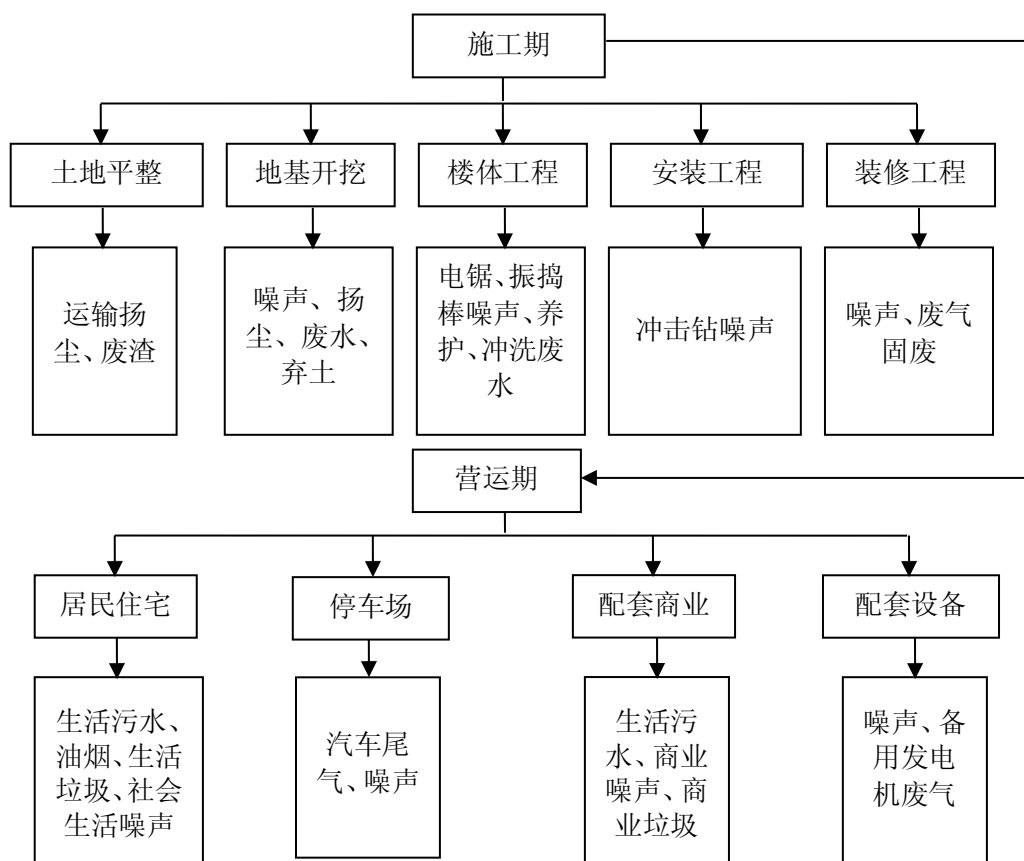 施工期
土地平整
地基开挖
楼体工程
安装工程
装修工程
运输扬
尘、废渣
噪声、扬
尘、废水、
弃土
电锯、振捣
棒噪声、养
护、冲洗废
水
冲击钻噪声
噪声、废气
固废
营运期
居民住宅
停车场
配套商业
配套设备
生活污水、
油烟、生活
垃圾、社会
生活噪声
汽车尾
气、噪声
生活污
水、商业
噪声、商
业垃圾
噪声、备
用发电
机废气